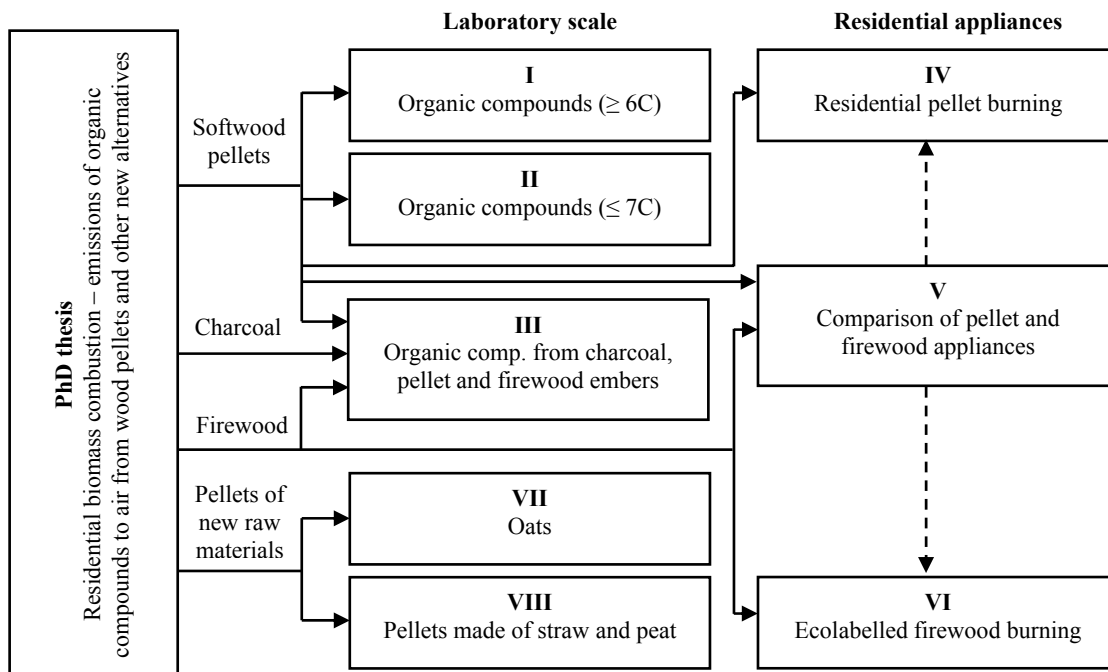 Laboratory scale
Residential appliances
PhD thesis
Residential biomass combustion – emissions of organic
compounds to air from wood pellets and other new alternatives
Softwood
pellets
Charcoal
Firewood
Pellets of
new raw
materials
I
Organic compounds (≥ 6C)
II
Organic compounds (≤ 7C)
III
Organic comp. from charcoal,
pellet and firewood embers
VII
Oats
VIII
Pellets made of straw and peat
IV
Residential pellet burning
V
Comparison of pellet and
firewood appliances
VI
Ecolabelled firewood burning